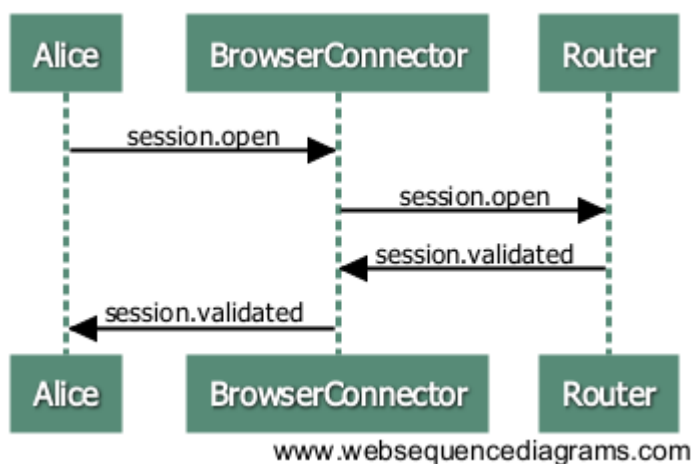 Alice BrowserConnector Router
session.open
session.open
session.validated
session.validated
Alice BrowserConnector Router
www.websequencediagrams.com